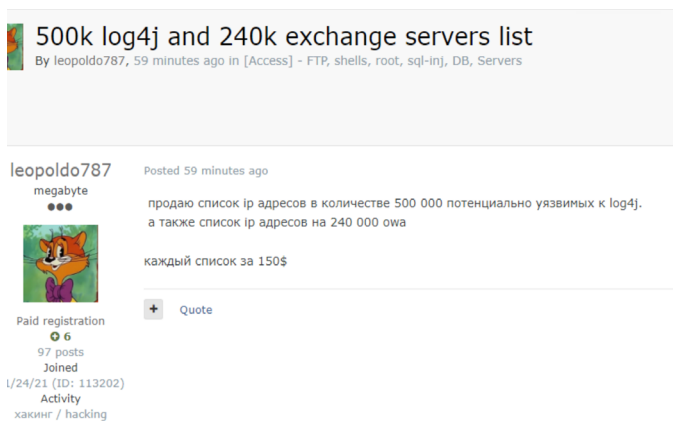 500k log4j and 240k exchange servers list
By leopoldo787, 59 minutes ago in [Access] - FTP, shells, root, sql-inj, DB, Servers
leopoldo787
megabyte
Posted 59 minutes ago
продаю список ip адресов в количестве 500 000 потенциально уязвимых к log4j.
а также список ip адресов на 240 000 owa
каждый список за 150$
+ Quote
Paid registration
6
97 posts
Joined
1/24/21 (ID: 113202)
Activity
хакинг / hacking